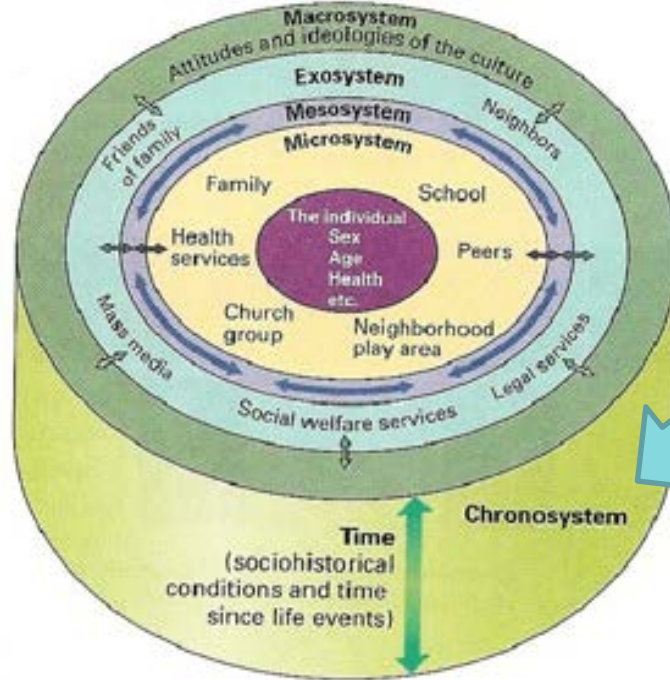 Macrosystem
Attitudes and ideologies of the culture
Exosystem
Mesosystem
Microsystem
Friends
of family
Neighbors
Family
School
The individual
Sex
Age
Health
etc.
Health
services
Peers
Church
group
Neighborhood
play area
Mass media
Legal services
Social welfare services
Chronosystem
Time
(sociohistorical
conditions and time
since life events)